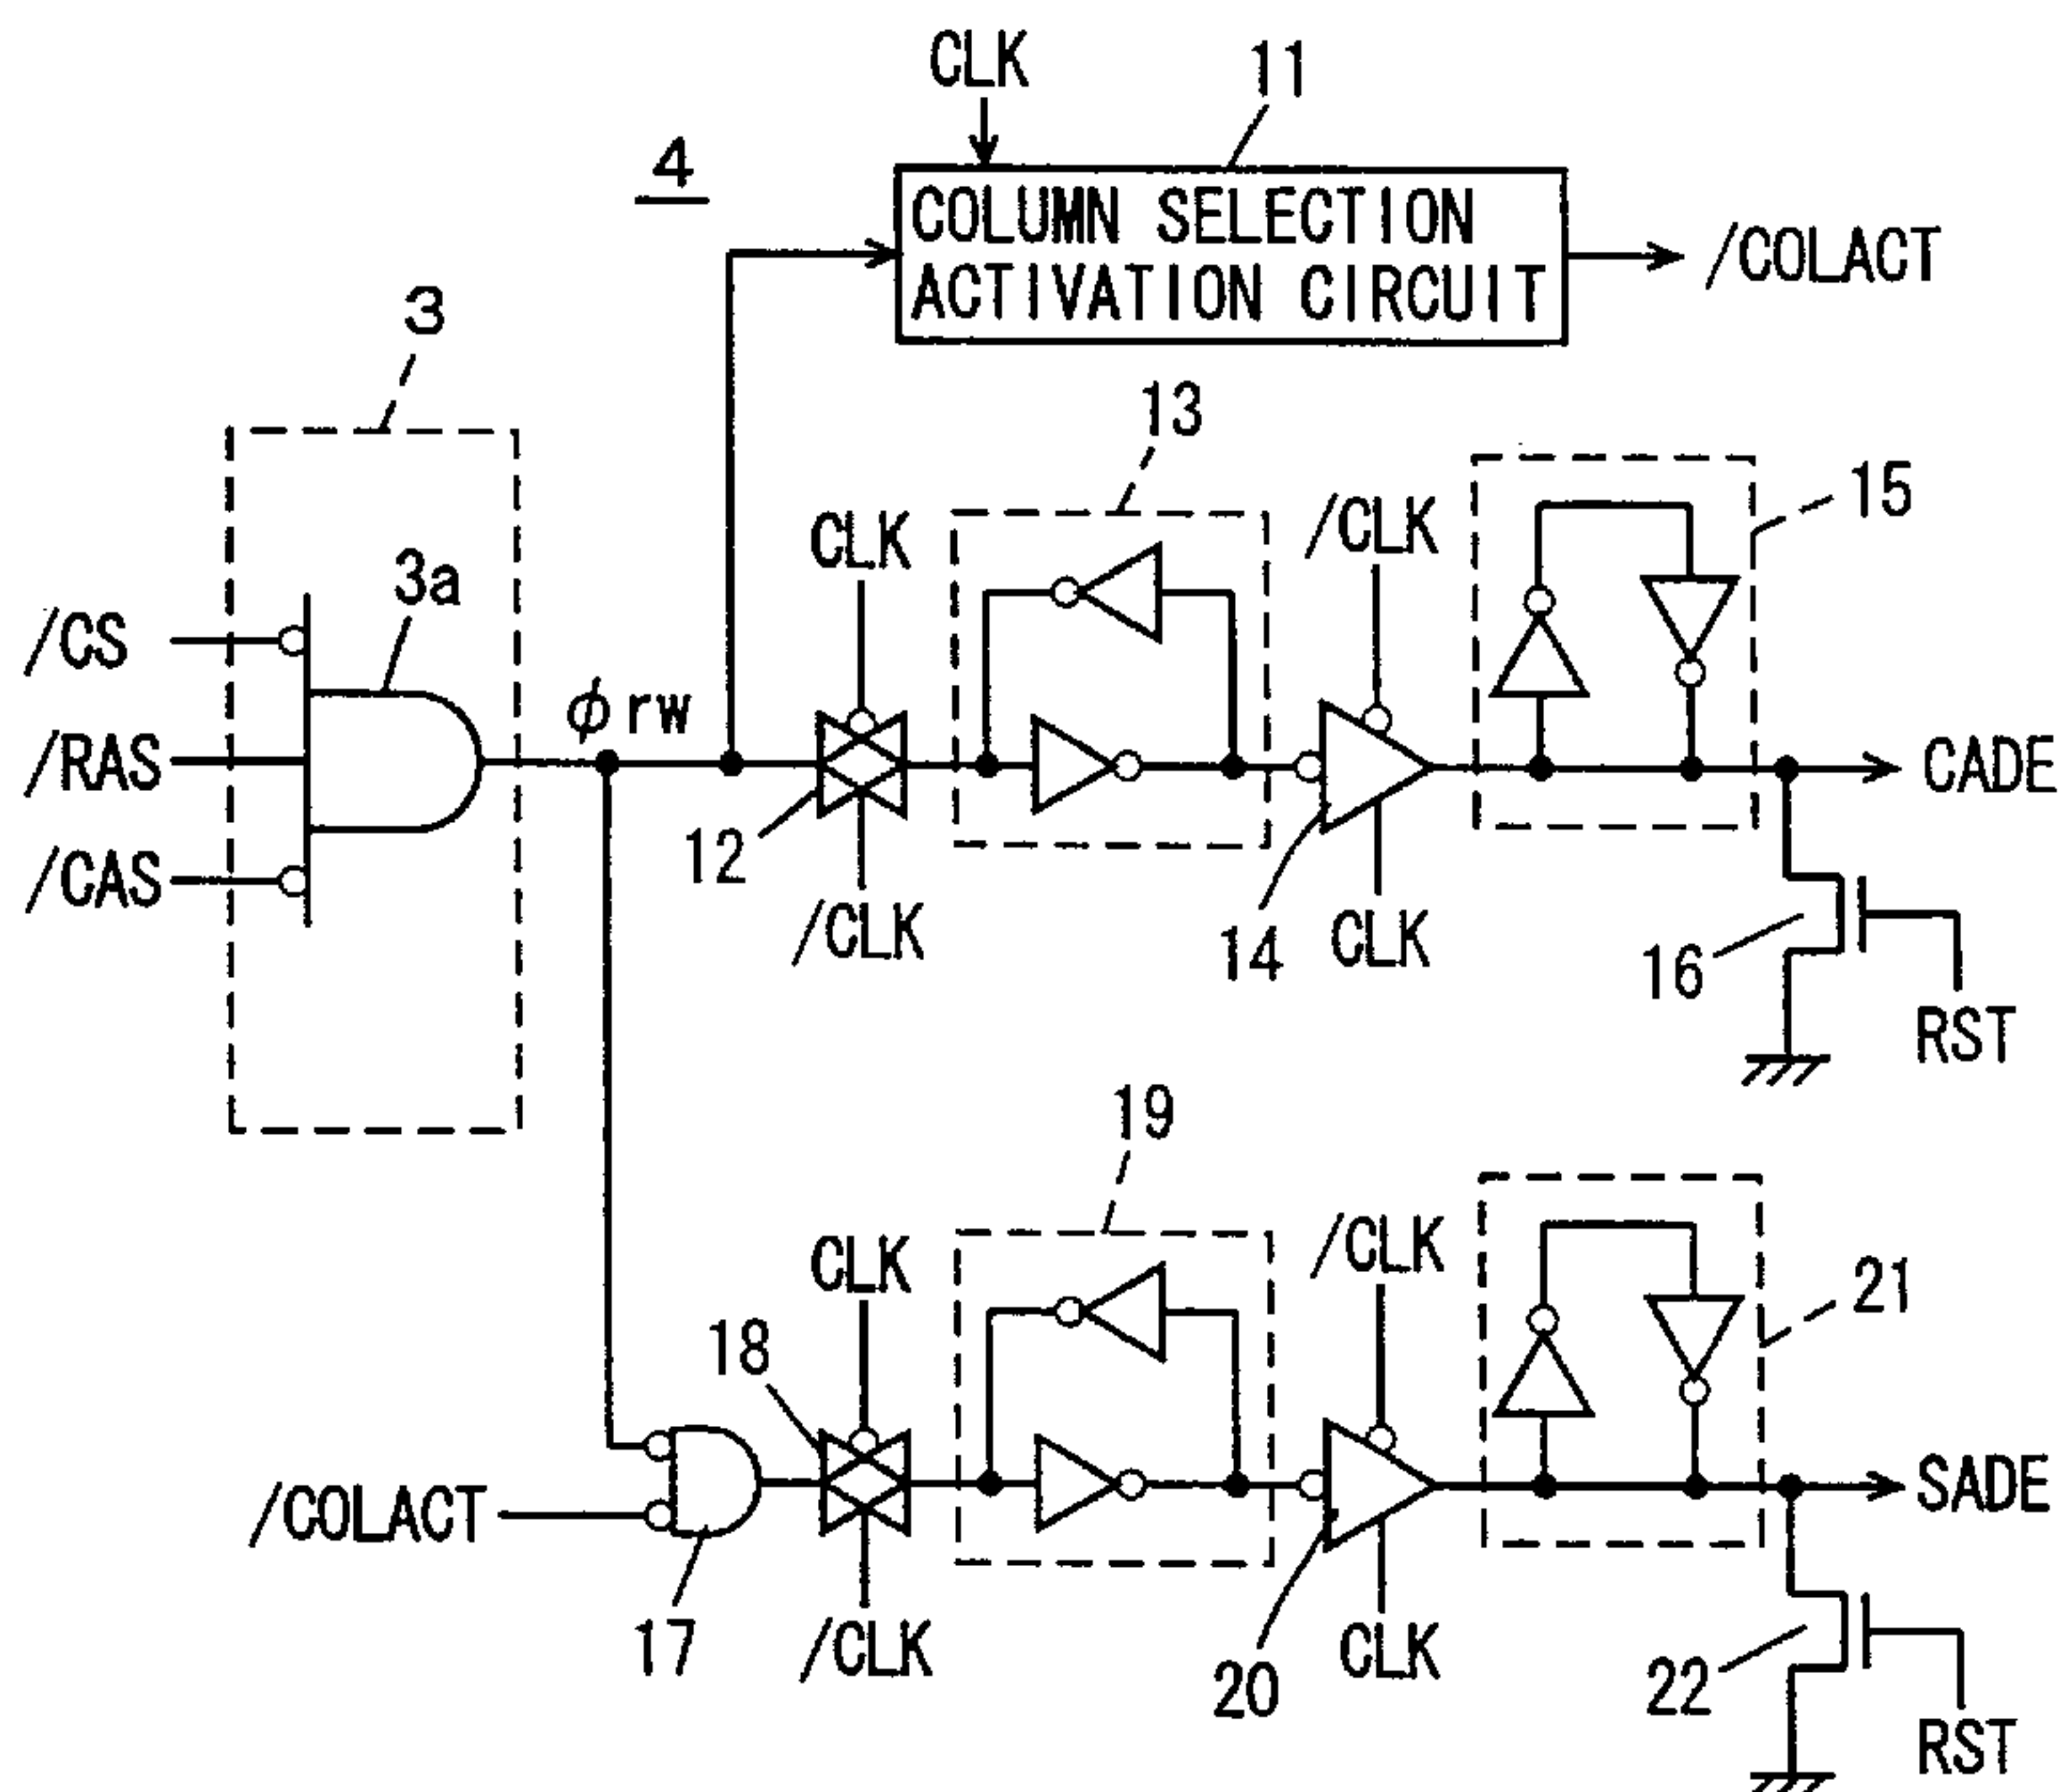 CLK
11
4
COLUMN SELECTION
ACTIVATION CIRCUIT
/COLACT
3
13
15
CLK
/CLK
3a
/CS
φrw
/RAS
CADE
12
/CAS
/CLK
14
CLK
16
RST
19
CLK
/CLK
21
18
/COLACT
SADE
17
/CLK
20
CLK
22
RST